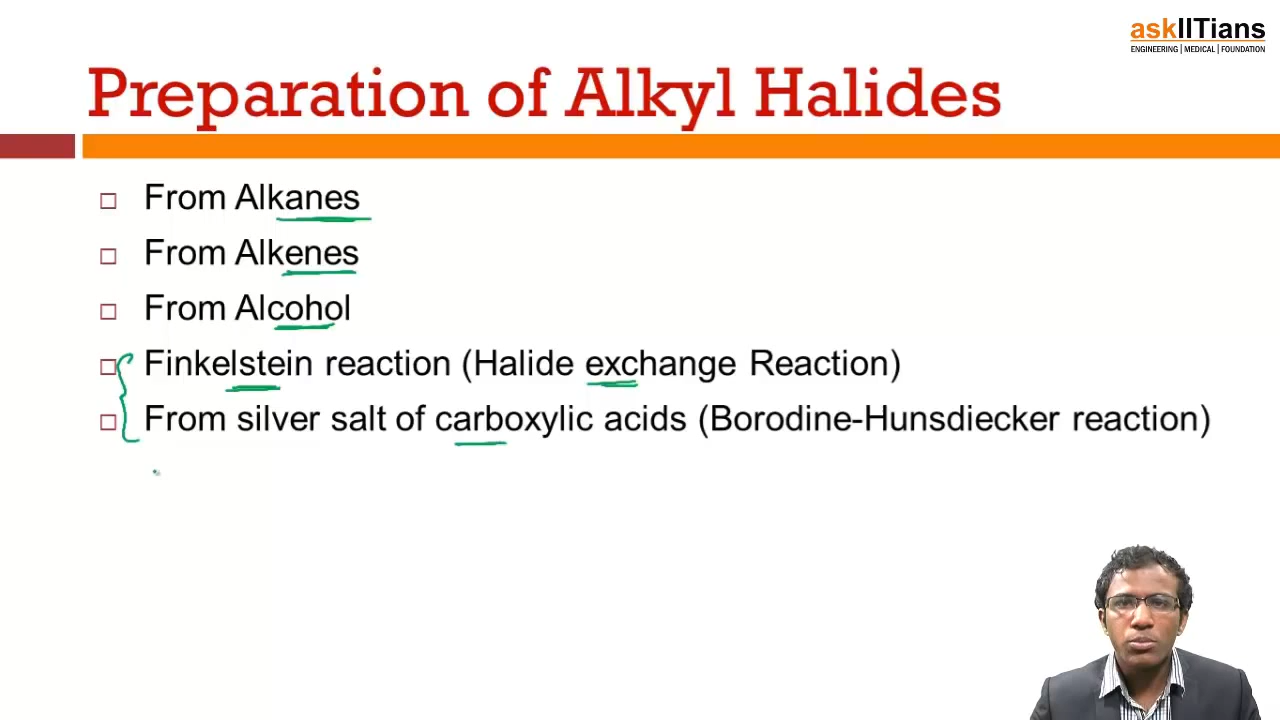 askIITians
ENGINEERING | MEDICAL | FOUNDATION
Preparation of Alkyl Halides
From Alkanes
From Alkenes
From Alcohol
Finkelstein reaction (Halide exchange Reaction)
From silver salt of carboxylic acids (Borodine-Hunsdiecker reaction)